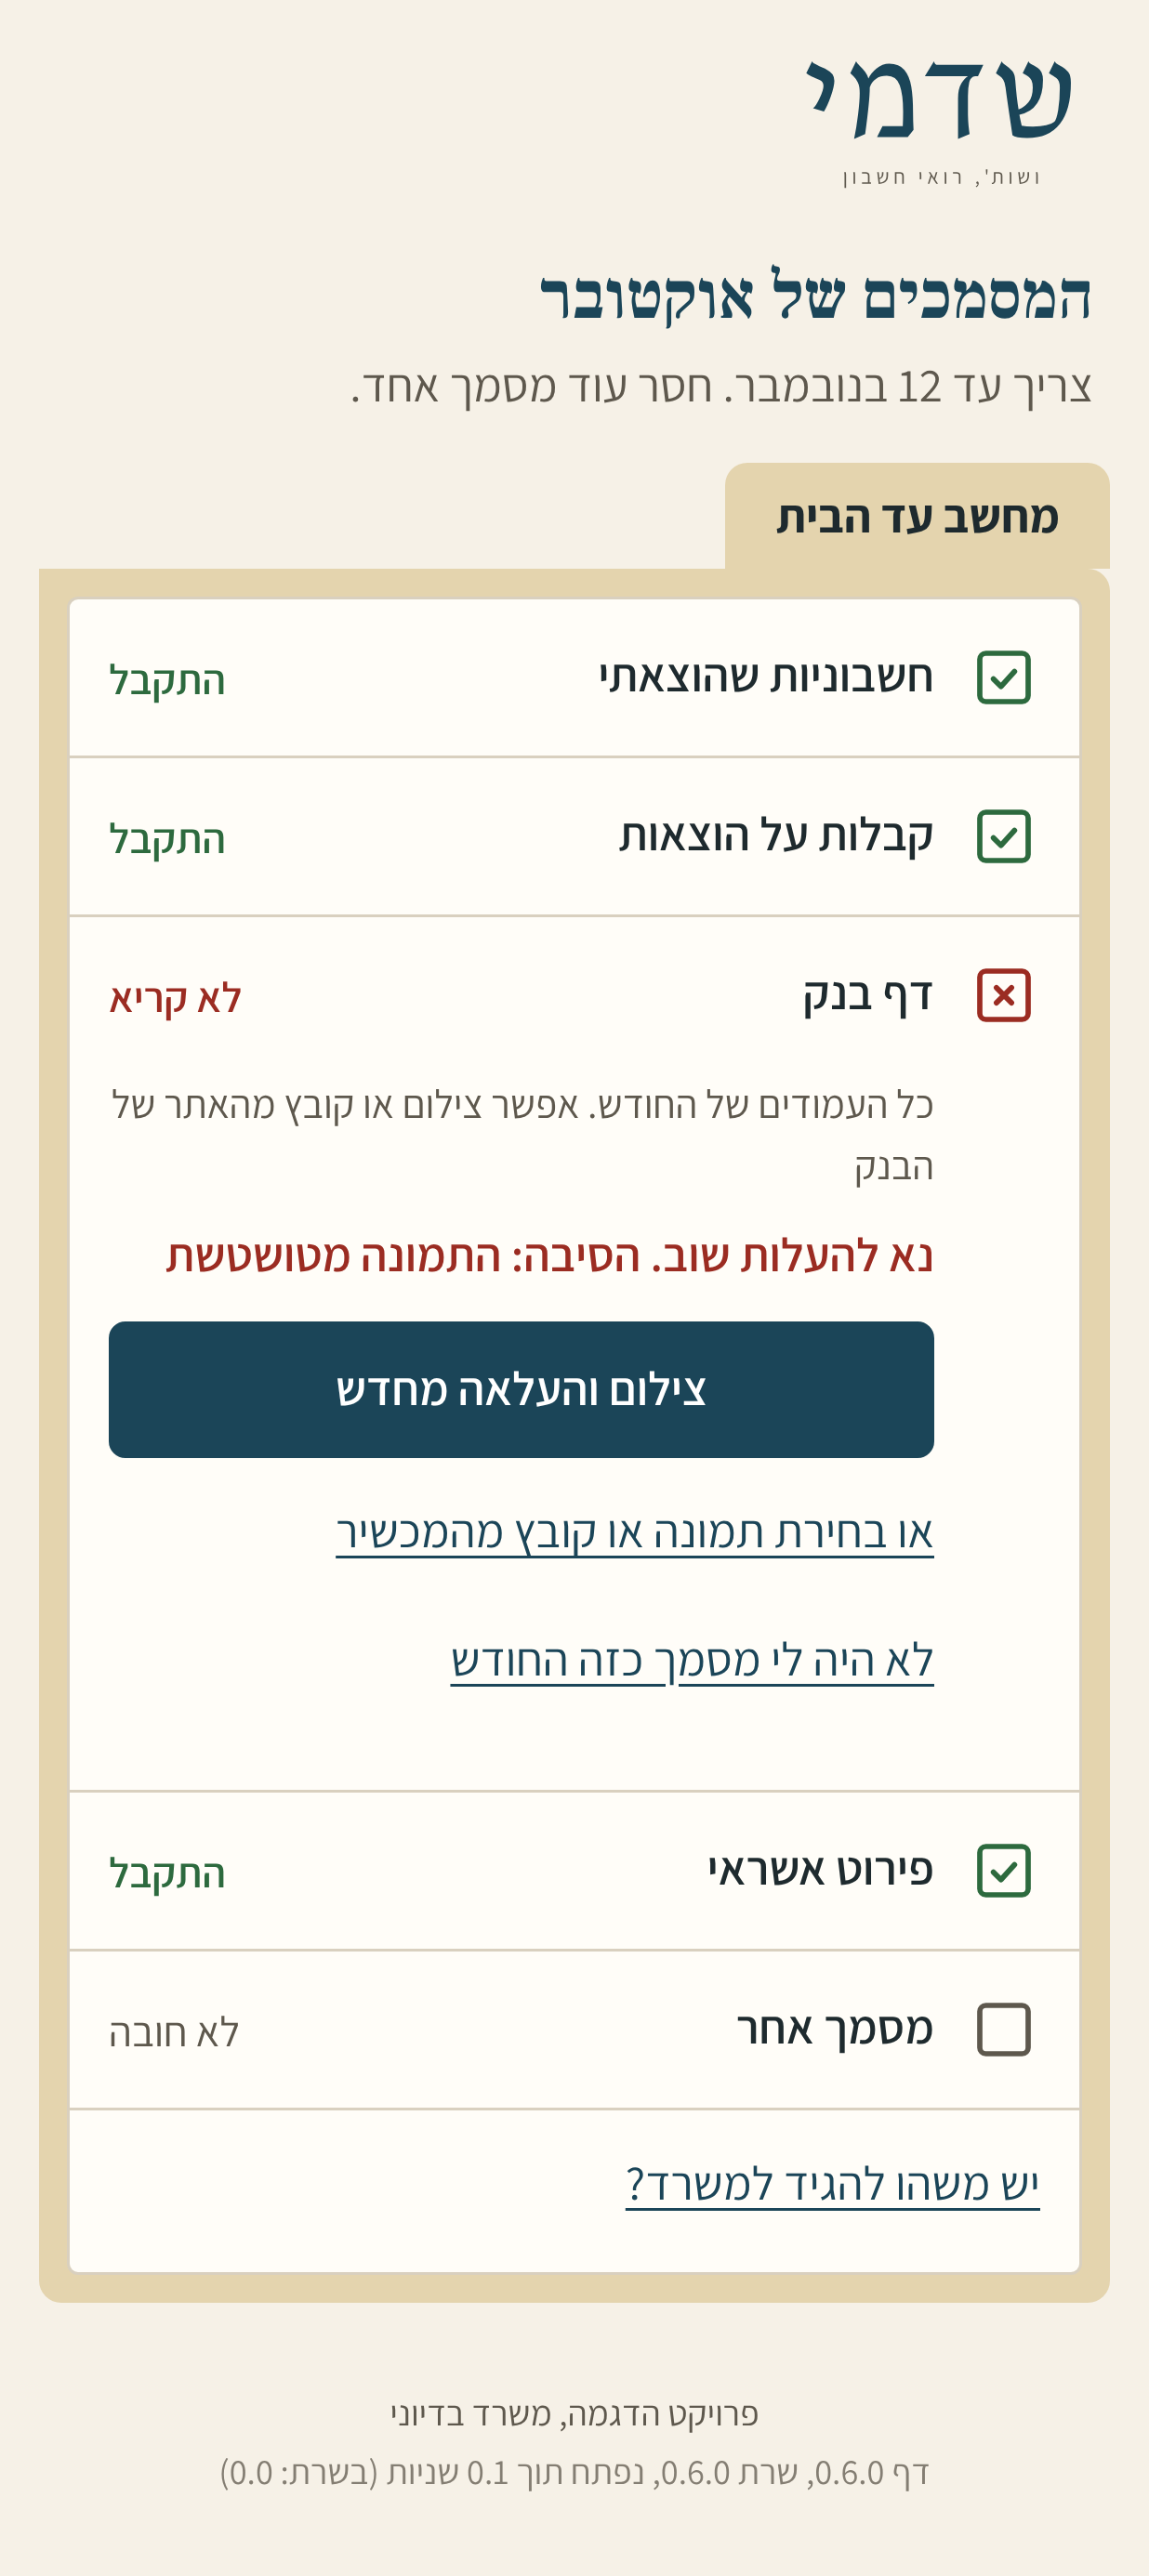 שדמי
ושות', רואי חשבון
המסמכים של אוקטובר
צריך עד 12 בנובמבר. חסר עוד מסמך אחד.
מחשב עד הבית
חשבוניות שהוצאתי
התקבל
קבלות על הוצאות
התקבל
דף בנק
לא קריא
כל העמודים של החודש. אפשר צילום או קובץ מהאתר של
הבנק
נא להעלות שוב. הסיבה: התמונה מטושטשת
צילום והעלאה מחדש
או בחירת תמונה או קובץ מהמכשיר
לא היה לי מסמך כזה החודש
פירוט אשראי
התקבל
מסמך אחר
לא חובה
יש משהו להגיד למשרד?
פרויקט הדגמה, משרד בדיוני
דף 0.6.0, שרת 0.6.0, נפתח תוך 0.1 שניות (בשרת: 0.0)